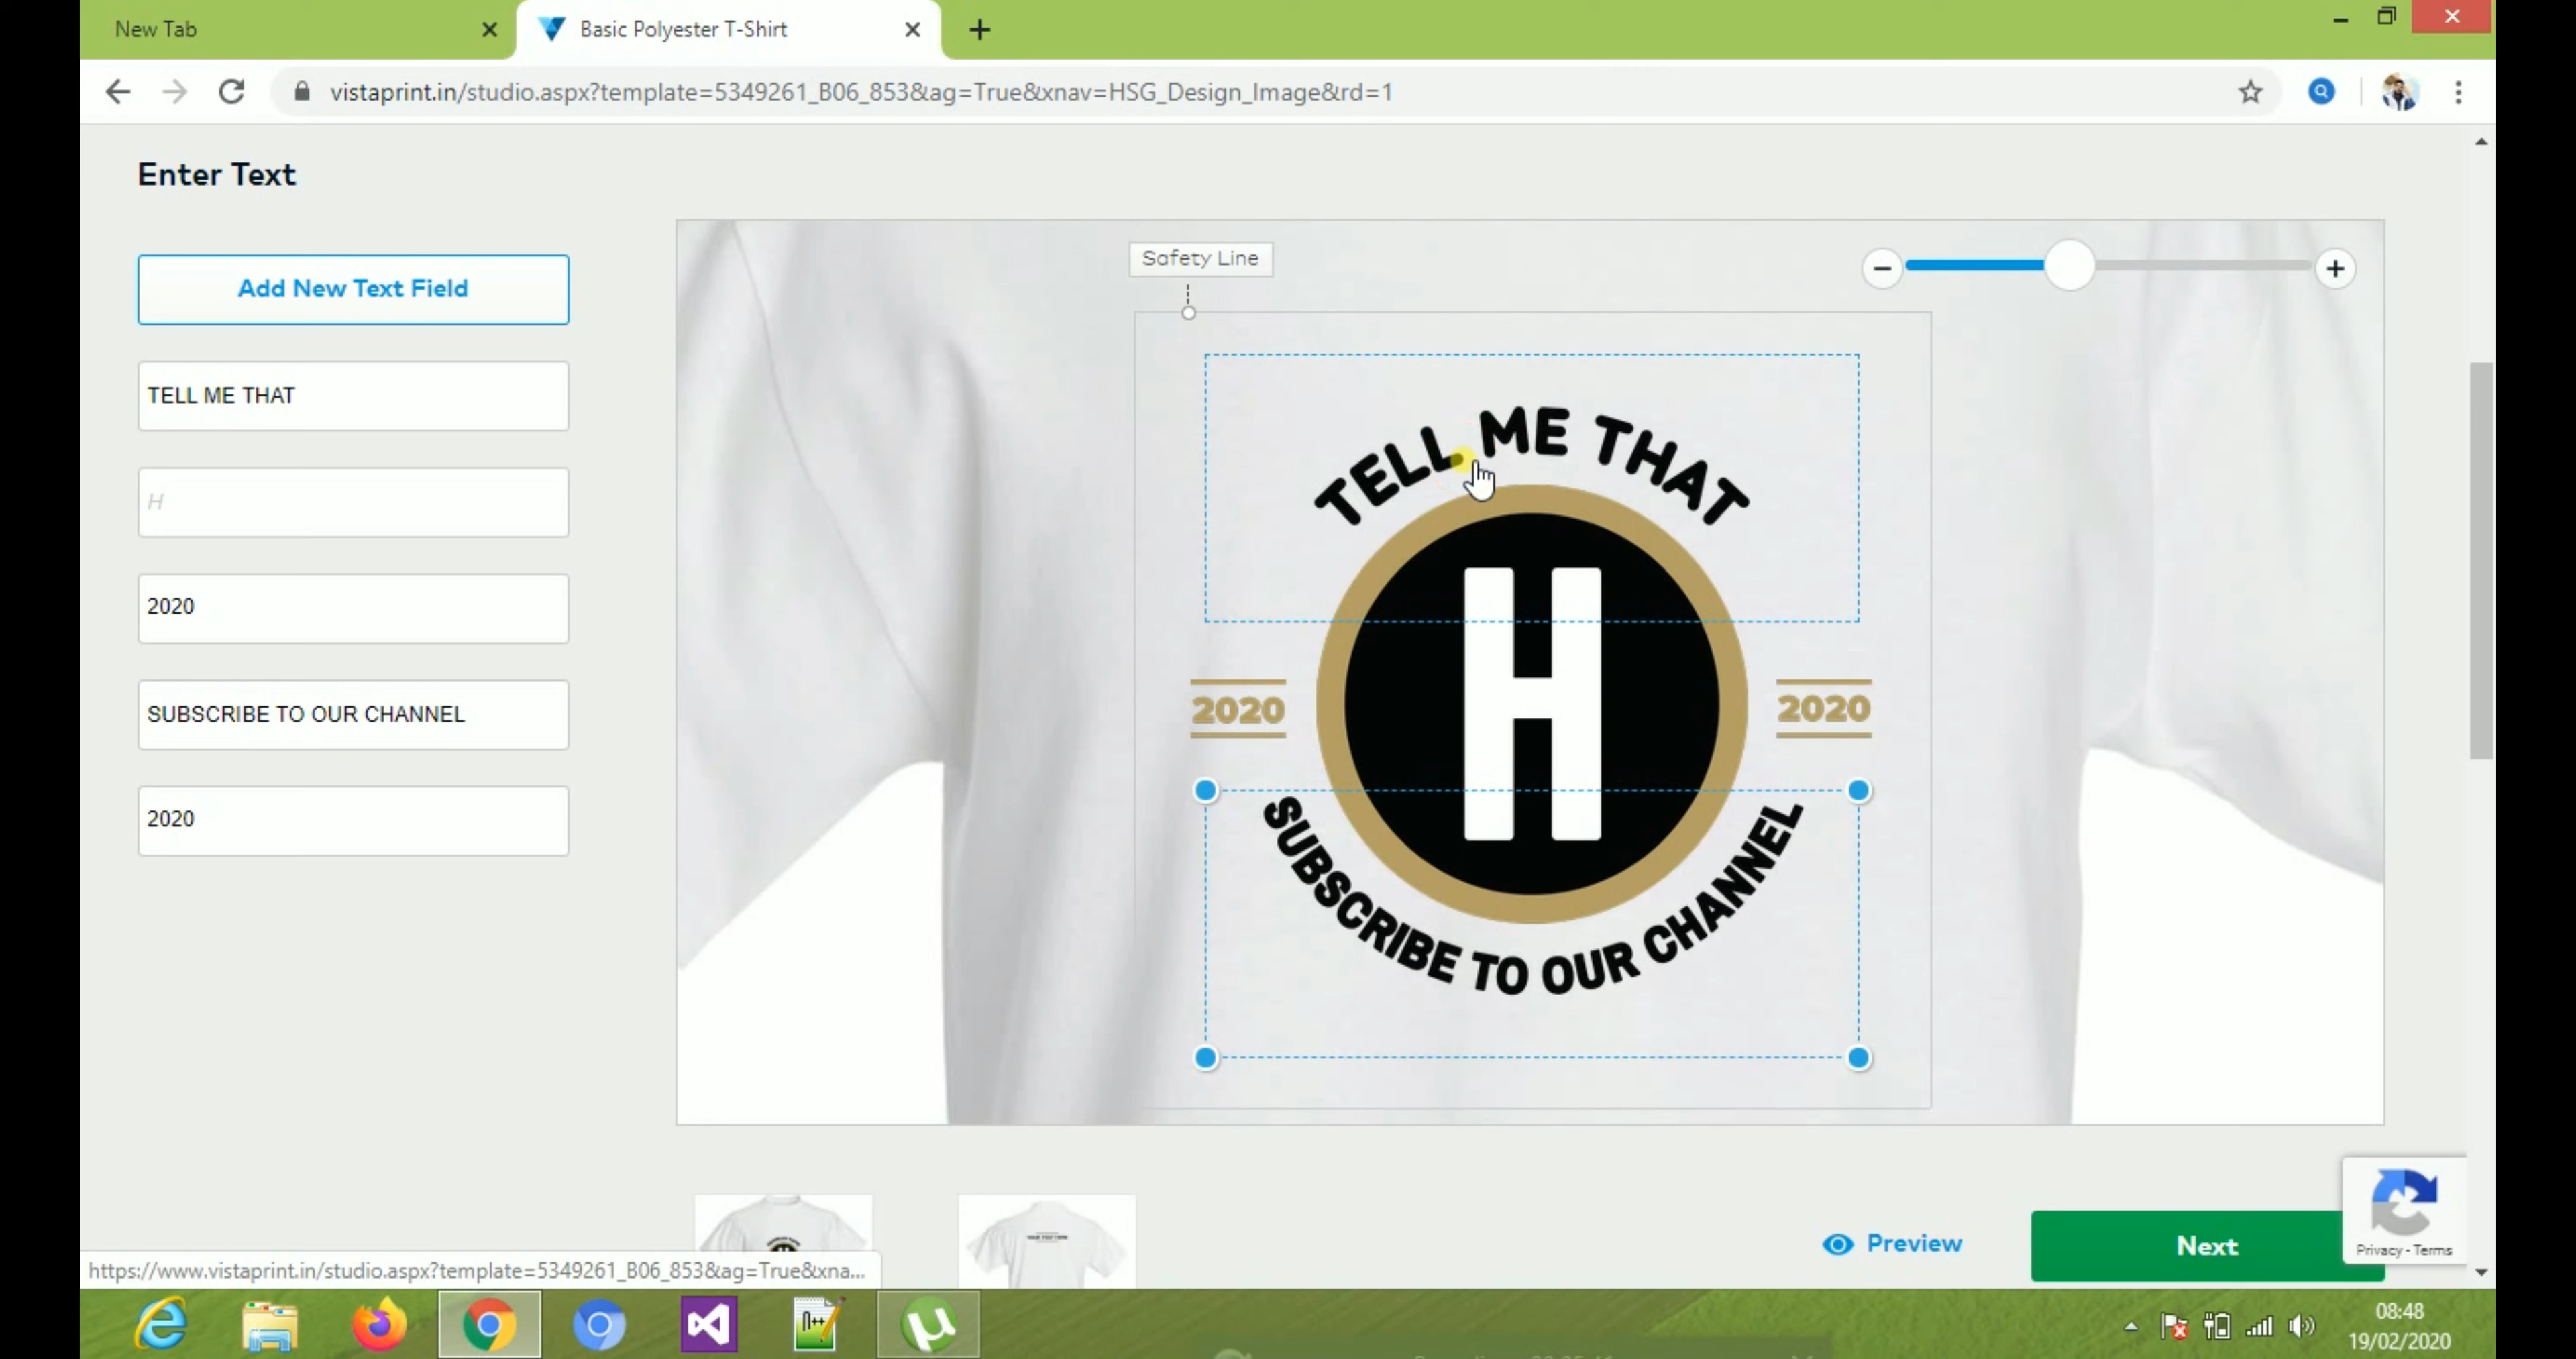 New Tab
Basic Polyester T-Shirt
vistaprint.in/studio.aspx?template=5349261_B06_853&ag=True&xnav=HSG_Design_Image&rd=1
Enter Text
Add New Text Field
TELL ME THAT
H
2020
SUBSCRIBE TO OUR CHANNEL
2020
Safety Line
TELL ME THAT
H
2020
2020
SUBSCRIBE TO OUR CHANNEL
Preview
Next
Privacy - Terms
https://www.vistaprint.in/studio.aspx?template=5349261_B06_853&ag=True&xna...
08:48
19/02/2020